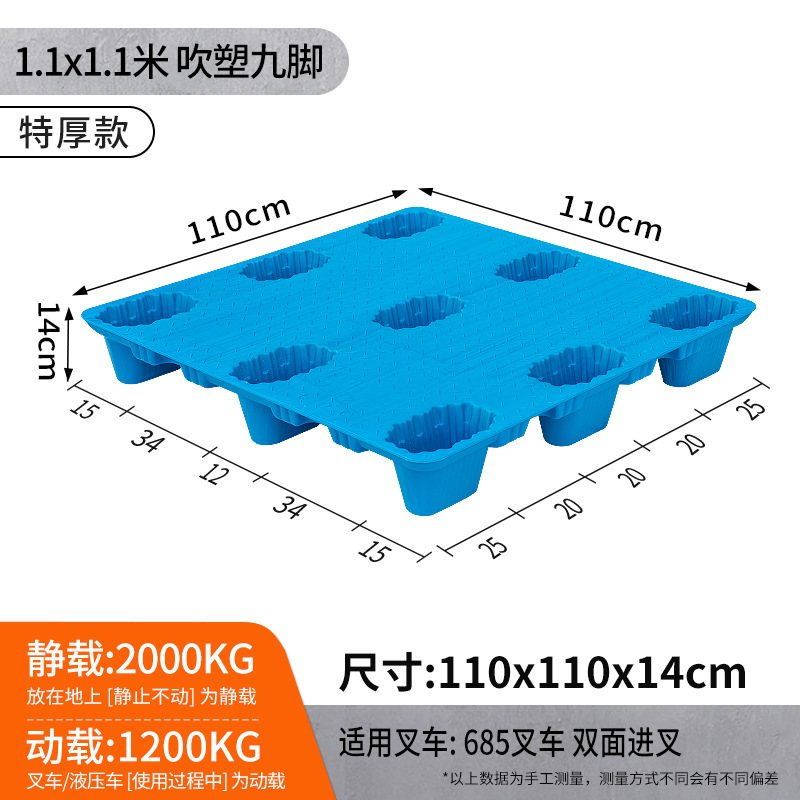 1.1x1.1米 吹塑九脚
特厚款
110cm
110cm
14cm
15
34
12
34
15
25
20
20
20
25
静载:2000KG
放在地上 [静止不动] 为静载
动载:1200KG
叉车/液压车 [使用过程中] 为动载
尺寸:110x110x14cm
适用叉车: 685叉车 双面进叉
*以上数据为手工测量，测量方式不同会有不同偏差